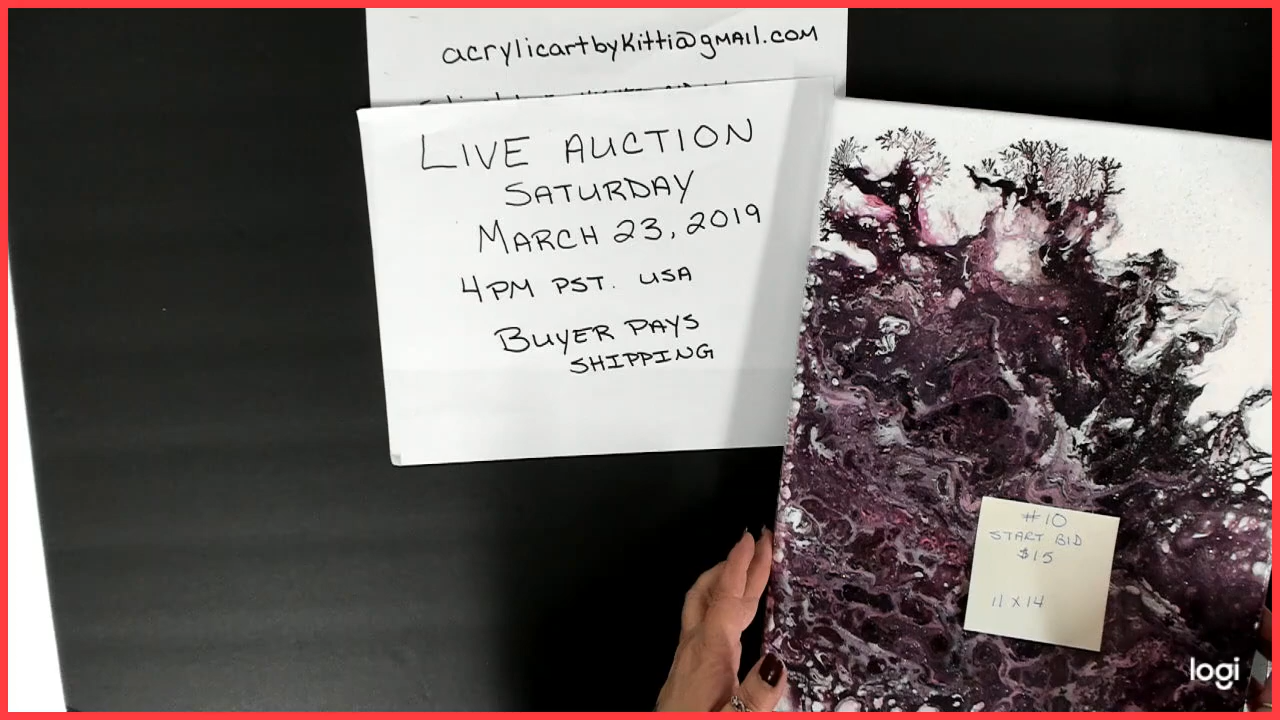 acrylicartbykitti@gmail.com
LIVE AUCTION
SATURDAY
MARCH 23, 2019
4PM PST. USA
BUYER PAYS
SHIPPING
#10
START BID
$15
11 x 14
logi